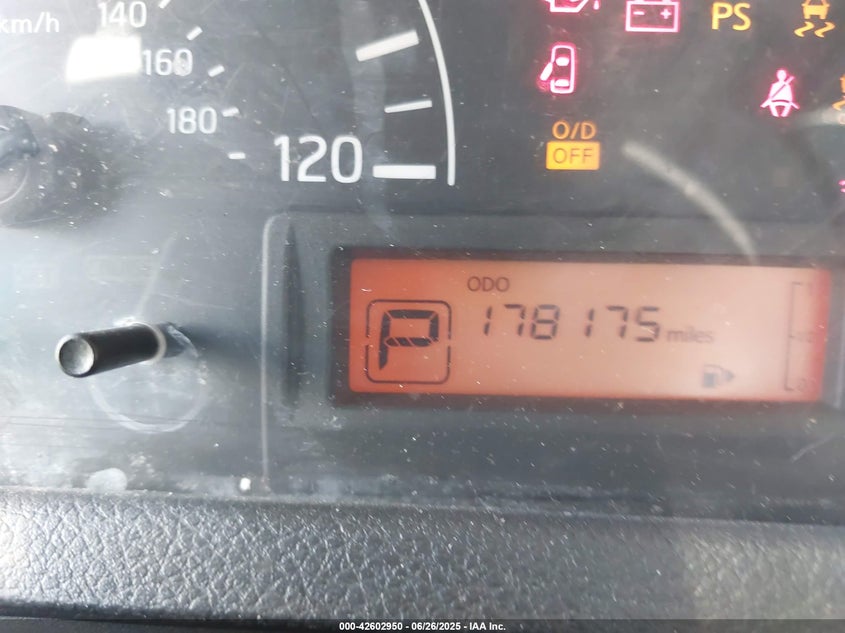 140
km/h
PS
160
180
120
O/D
OFF
ODO
P
178175 miles
000-42602950 - 06/26/2025 - IAA Inc.